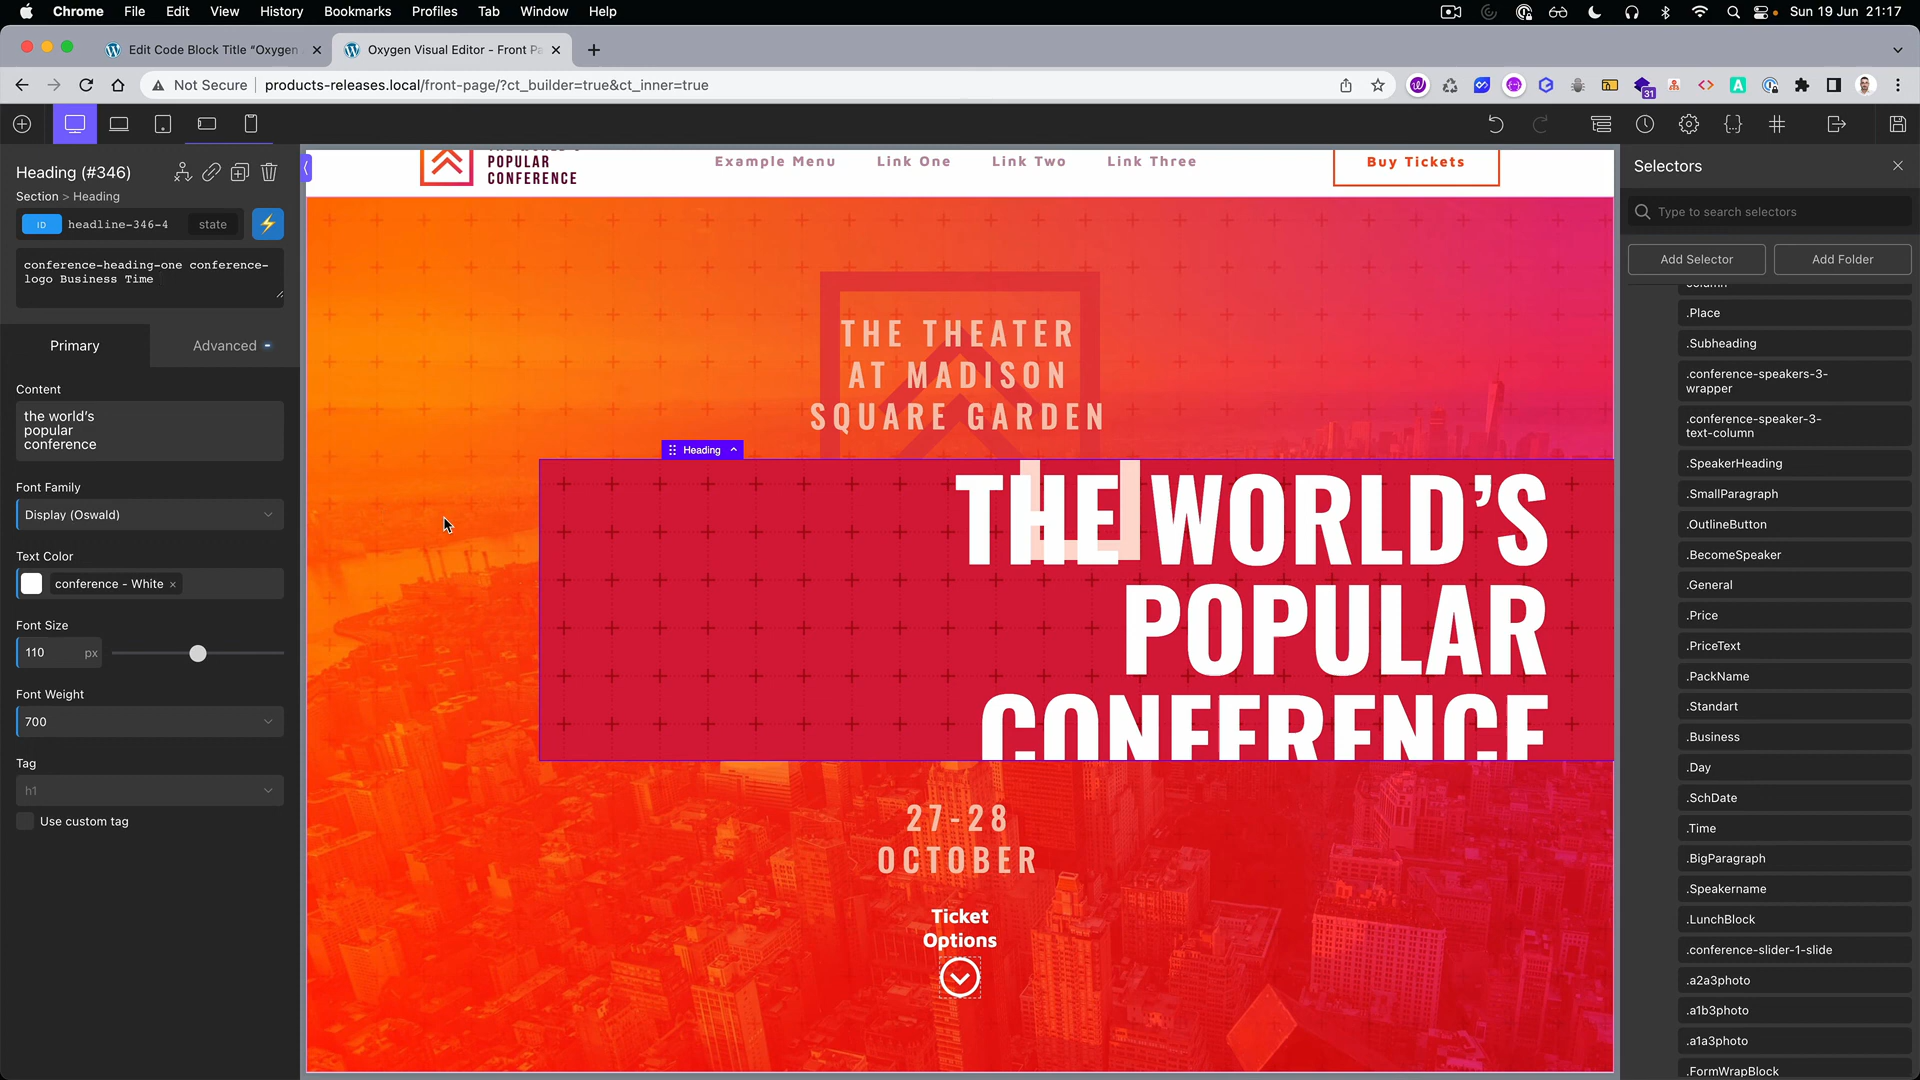 Chrome File Edit View History Bookmarks Profiles Tab Window Help
Sun 19 Jun 21:17
Edit Code Block Title "Oxygen
Oxygen Visual Editor - Front Pa
Not Secure
products-releases.local/front-page/?ct_builder=true&ct_inner=true
31
Heading (#346)
Section > Heading
ID headline-346-4 state
conference-heading-one conference-
logo Business Time
Primary
Advanced
Content
the world's
popular
conference
Font Family
Display (Oswald)
Text Color
conference - White ×
Font Size
110 px
Font Weight
700
Tag
h1
Use custom tag
THE WORLD'S
POPULAR
CONFERENCE
Example Menu Link One Link Two Link Three
Buy Tickets
THE THEATER
AT MADISON
SQUARE GARDEN
Heading
THE WORLD'S
POPULAR
CONFERENCE
27-28
OCTOBER
Ticket
Options
Selectors
Type to search selectors
Add Selector
Add Folder
column
.Place
.Subheading
.conference-speakers-3-
wrapper
.conference-speaker-3-
text-column
.SpeakerHeading
.SmallParagraph
.OutlineButton
.BecomeSpeaker
.General
.Price
.PriceText
.PackName
.Standart
.Business
.Day
.SchDate
.Time
.BigParagraph
.Speakername
.LunchBlock
.conference-slider-1-slide
.a2a3photo
.a1b3photo
.a1a3photo
.FormWrapBlock